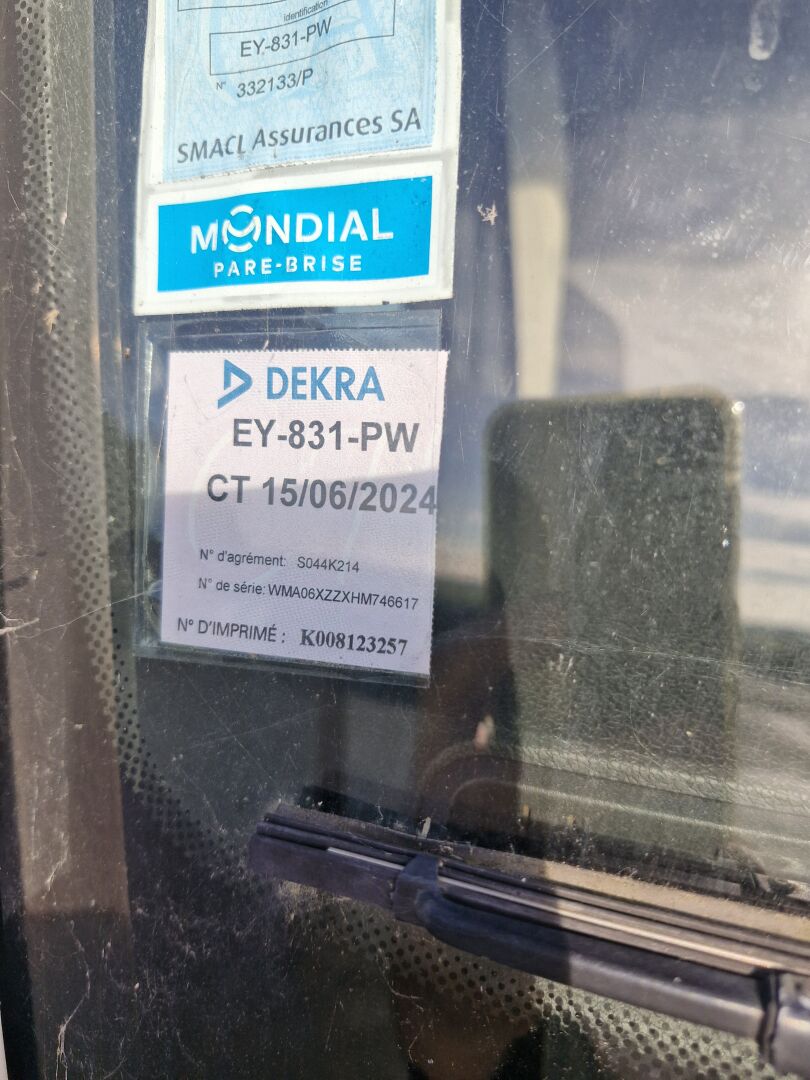 Identification
EY-831-PW
N° 332133/P
SMACL Assurances SA
MONDIAL
PARE-BRISE
DEKRA
EY-831-PW
CT 15/06/2024
N° d'agrément: S044K214
N° de série: WMA06XZZXHM746617
N° D'IMPRIMÉ : K008123257